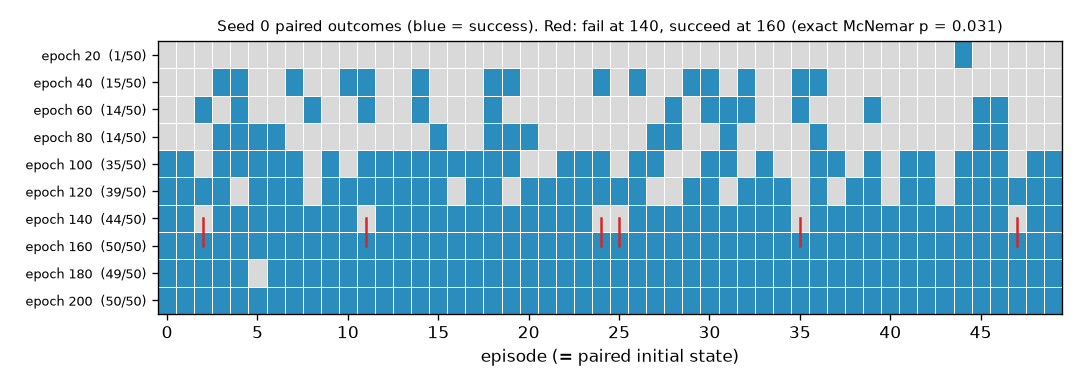 Seed 0 paired outcomes (blue = success). Red: fail at 140, succeed at 160 (exact McNemar p = 0.031)
epoch 20 (1/50)
epoch 40 (15/50)
epoch 60 (14/50)
epoch 80 (14/50)
epoch 100 (35/50)
epoch 120 (39/50)
epoch 140 (44/50)
epoch 160 (50/50)
epoch 180 (49/50)
epoch 200 (50/50)
0 5 10 15 20 25 30 35 40 45
episode (= paired initial state)